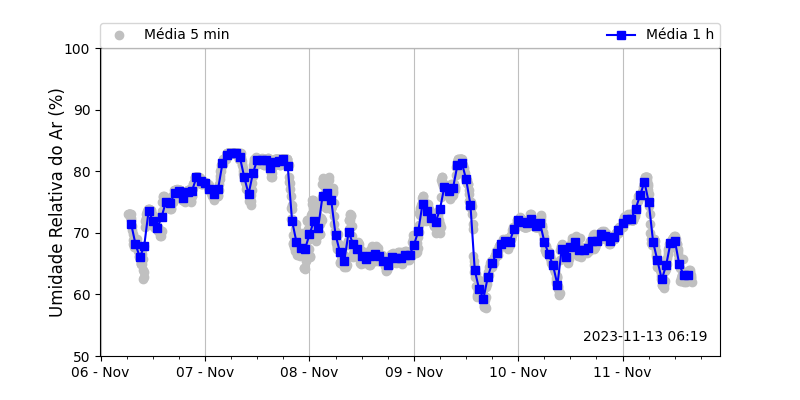 Média 5 min
Média 1 h
100
90
80
70
60
50
Umidade Relativa do Ar (%)
2023-11-13 06:19
06 - Nov
07 - Nov
08 - Nov
09 - Nov
10 - Nov
11 - Nov